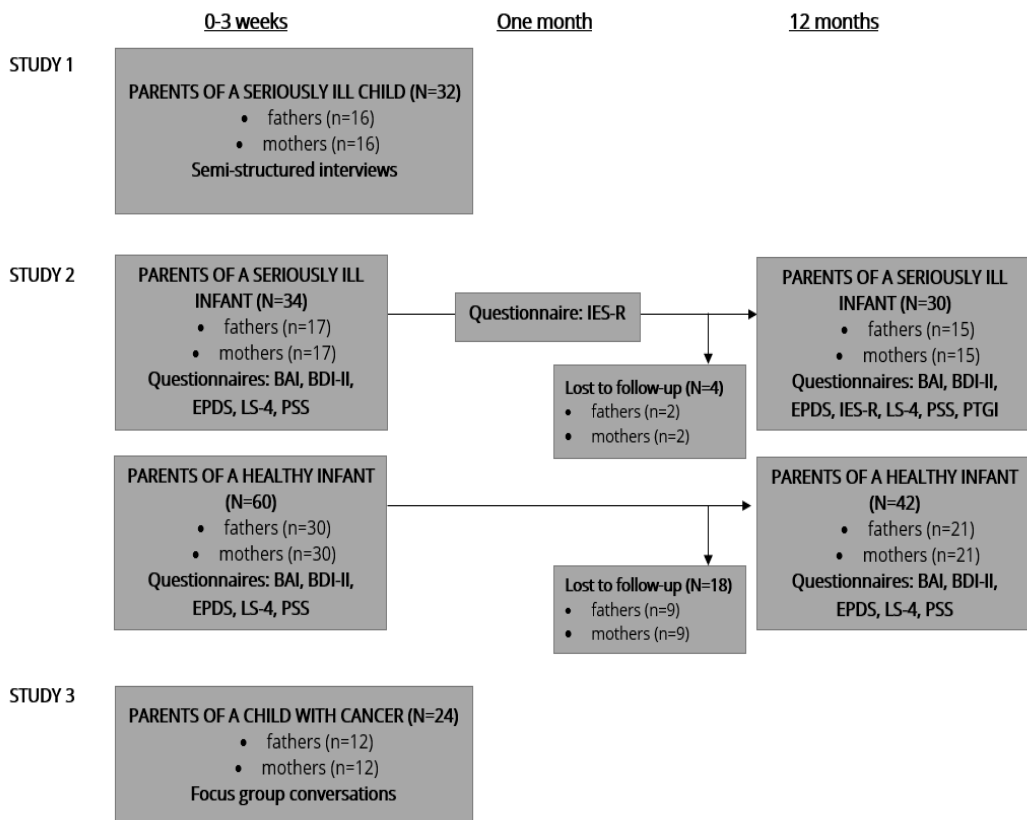 0-3 weeks
One month
12 months
STUDY 1
PARENTS OF A SERIOUSLY ILL CHILD (N=32)
• fathers (n=16)
• mothers (n=16)
Semi-structured interviews
STUDY 2
PARENTS OF A SERIOUSLY ILL
INFANT (N=34)
• fathers (n=17)
• mothers (n=17)
Questionnaires: BAI, BDI-II,
EPDS, LS-4, PSS
Questionnaire: IES-R
Lost to follow-up (N=4)
• fathers (n=2)
• mothers (n=2)
PARENTS OF A SERIOUSLY ILL
INFANT (N=30)
• fathers (n=15)
• mothers (n=15)
Questionnaires: BAI, BDI-II,
EPDS, IES-R, LS-4, PSS, PTGI
PARENTS OF A HEALTHY INFANT
(N=60)
• fathers (n=30)
• mothers (n=30)
Questionnaires: BAI, BDI-II,
EPDS, LS-4, PSS
Lost to follow-up (N=18)
• fathers (n=9)
• mothers (n=9)
PARENTS OF A HEALTHY INFANT
(N=42)
• fathers (n=21)
• mothers (n=21)
Questionnaires: BAI, BDI-II,
EPDS, LS-4, PSS
STUDY 3
PARENTS OF A CHILD WITH CANCER (N=24)
• fathers (n=12)
• mothers (n=12)
Focus group conversations